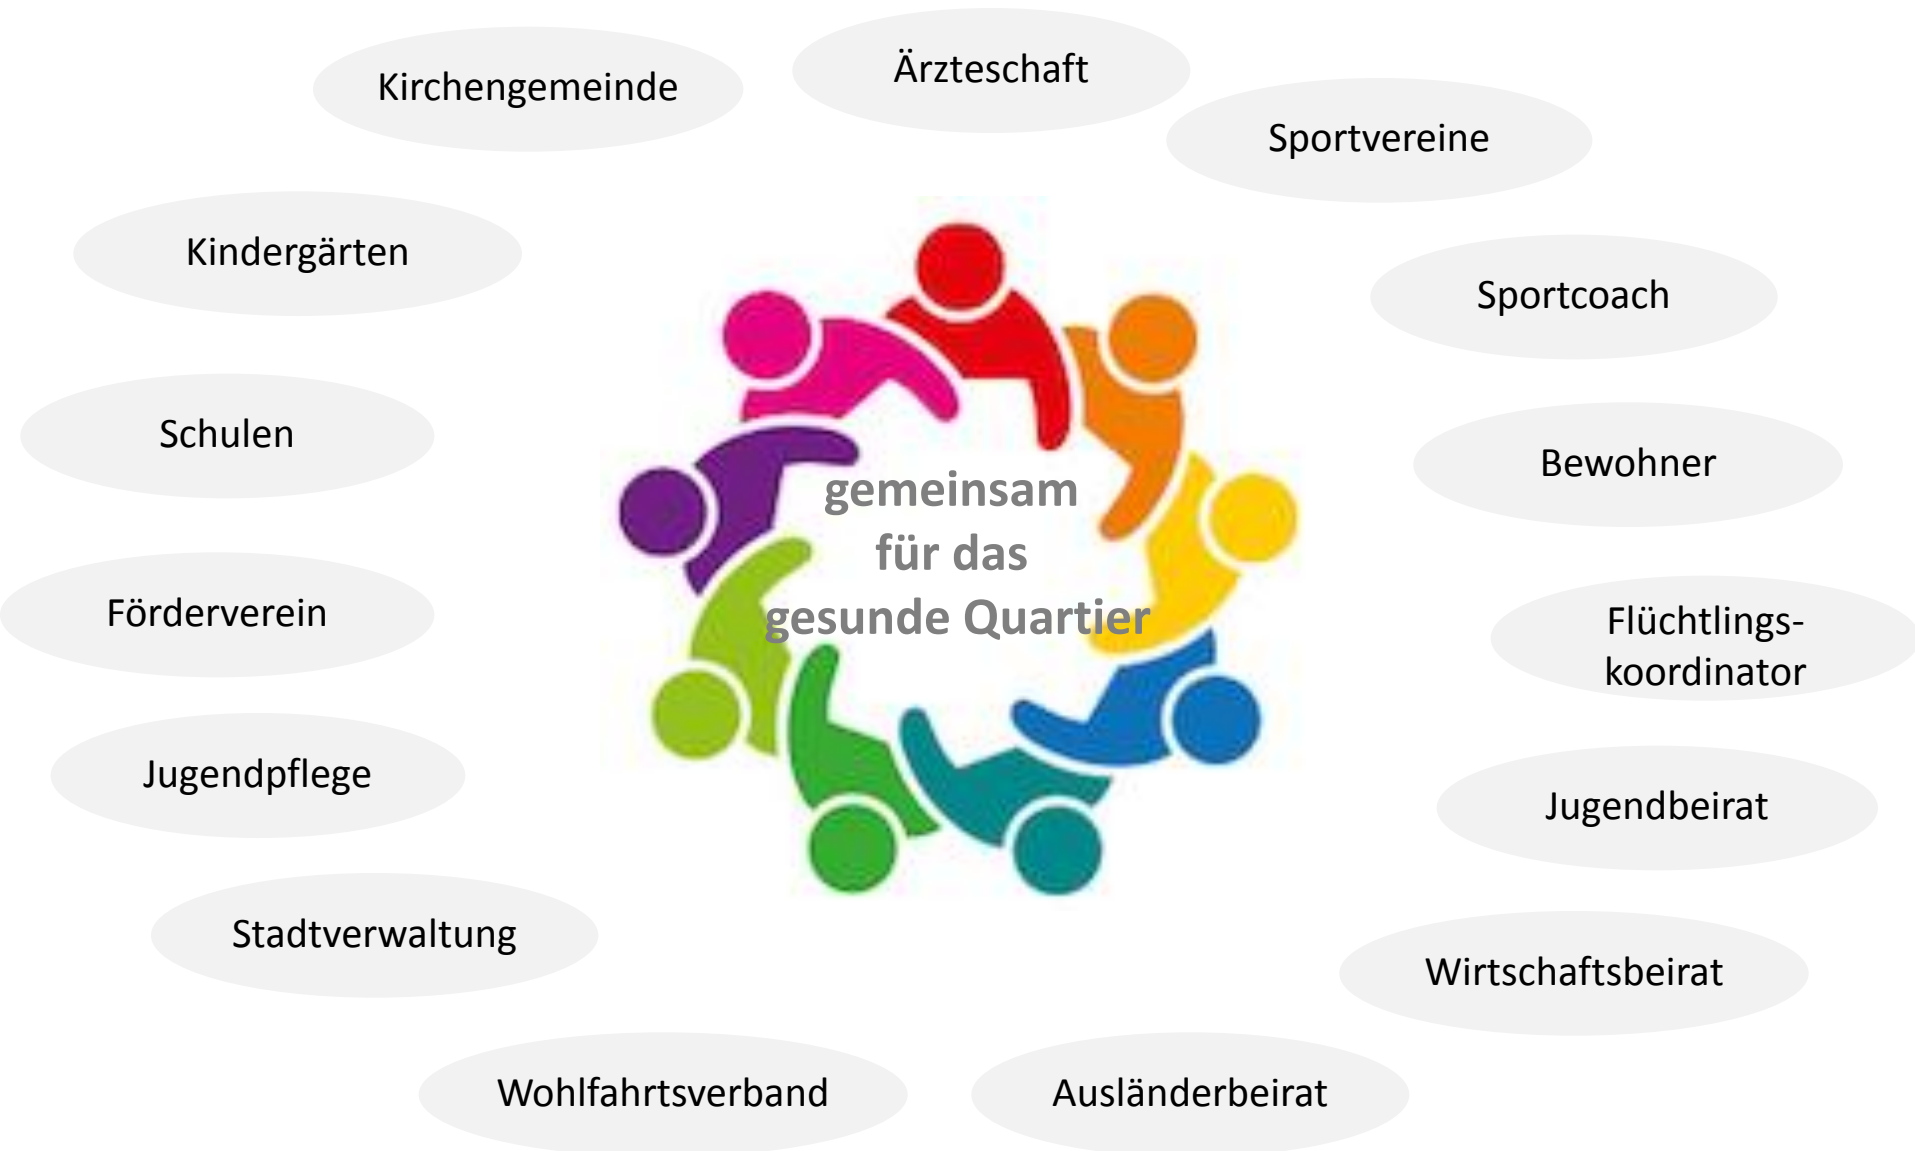 Kirchengemeinde
Ärzteschaft
Sportvereine
Kindergärten
Sportcoach
Schulen
Bewohner
gemeinsam
für das
gesunde Quartier
Förderverein
Flüchtlings-
koordinator
Jugendpflege
Jugendbeirat
Stadtverwaltung
Wirtschaftsbeirat
Wohlfahrtsverband
Ausländerbeirat